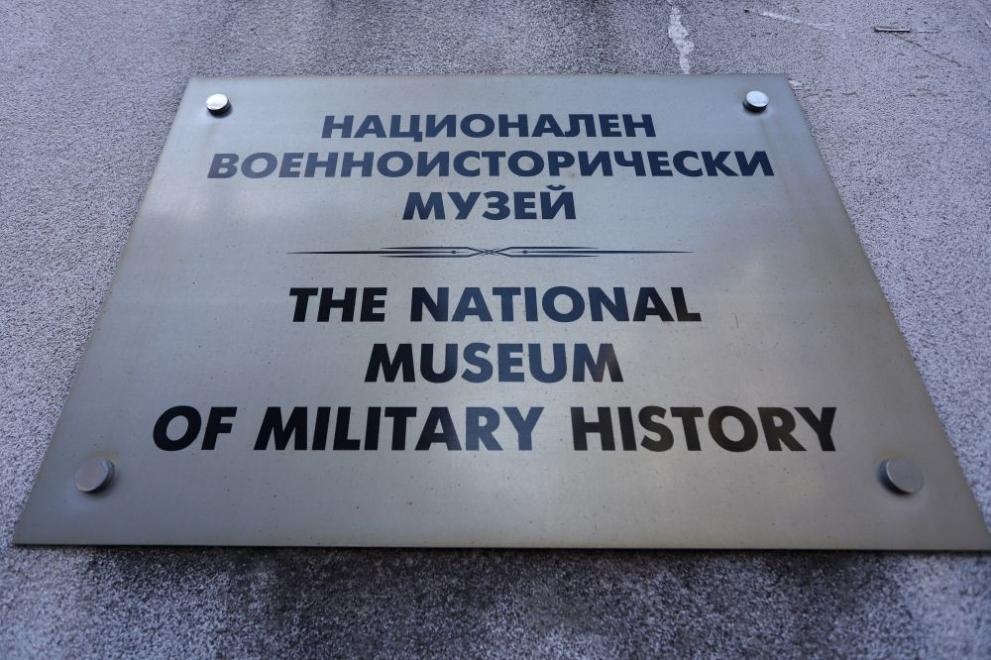 НАЦИОНАЛЕН
ВОЕННОИСТОРИЧЕСКИ
МУЗЕЙ
THE NATIONAL
MUSEUM
OF MILITARY HISTORY